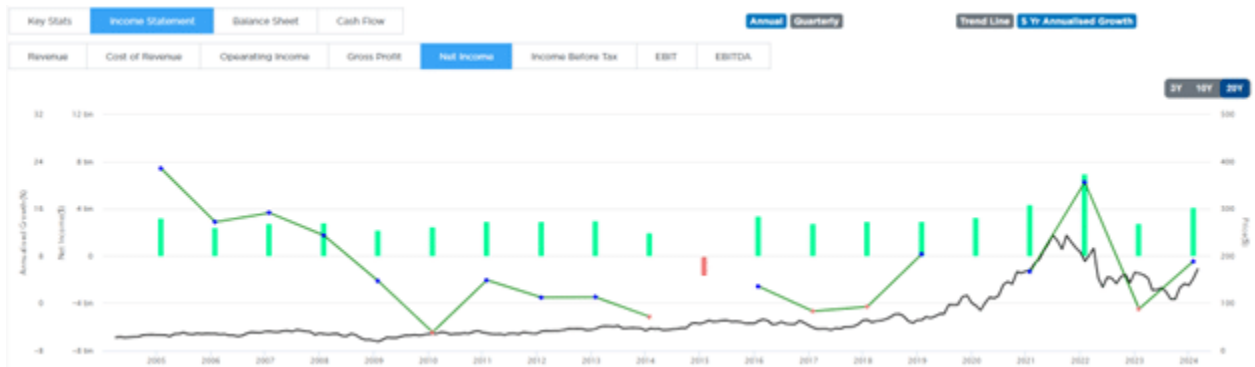 Key Stats Income Statement Balance Sheet Cash Flow Annual Quarterly Trend Line 5 Yr Annualised Growth
Revenue Cost of Revenue Opearating Income Gross Profit Net Income Income Before Tax EBIT EBITDA
3Y 10Y 20Y
32 12 bn 500
24 8 bn 400
16 4 bn 300
8 0 200
0 -4 bn 100
-8 -8 bn 0
Annualised Growth(%)
Net Income($)
Price($)
2005 2006 2007 2008 2009 2010 2011 2012 2013 2014 2015 2016 2017 2018 2019 2020 2021 2022 2023 2024